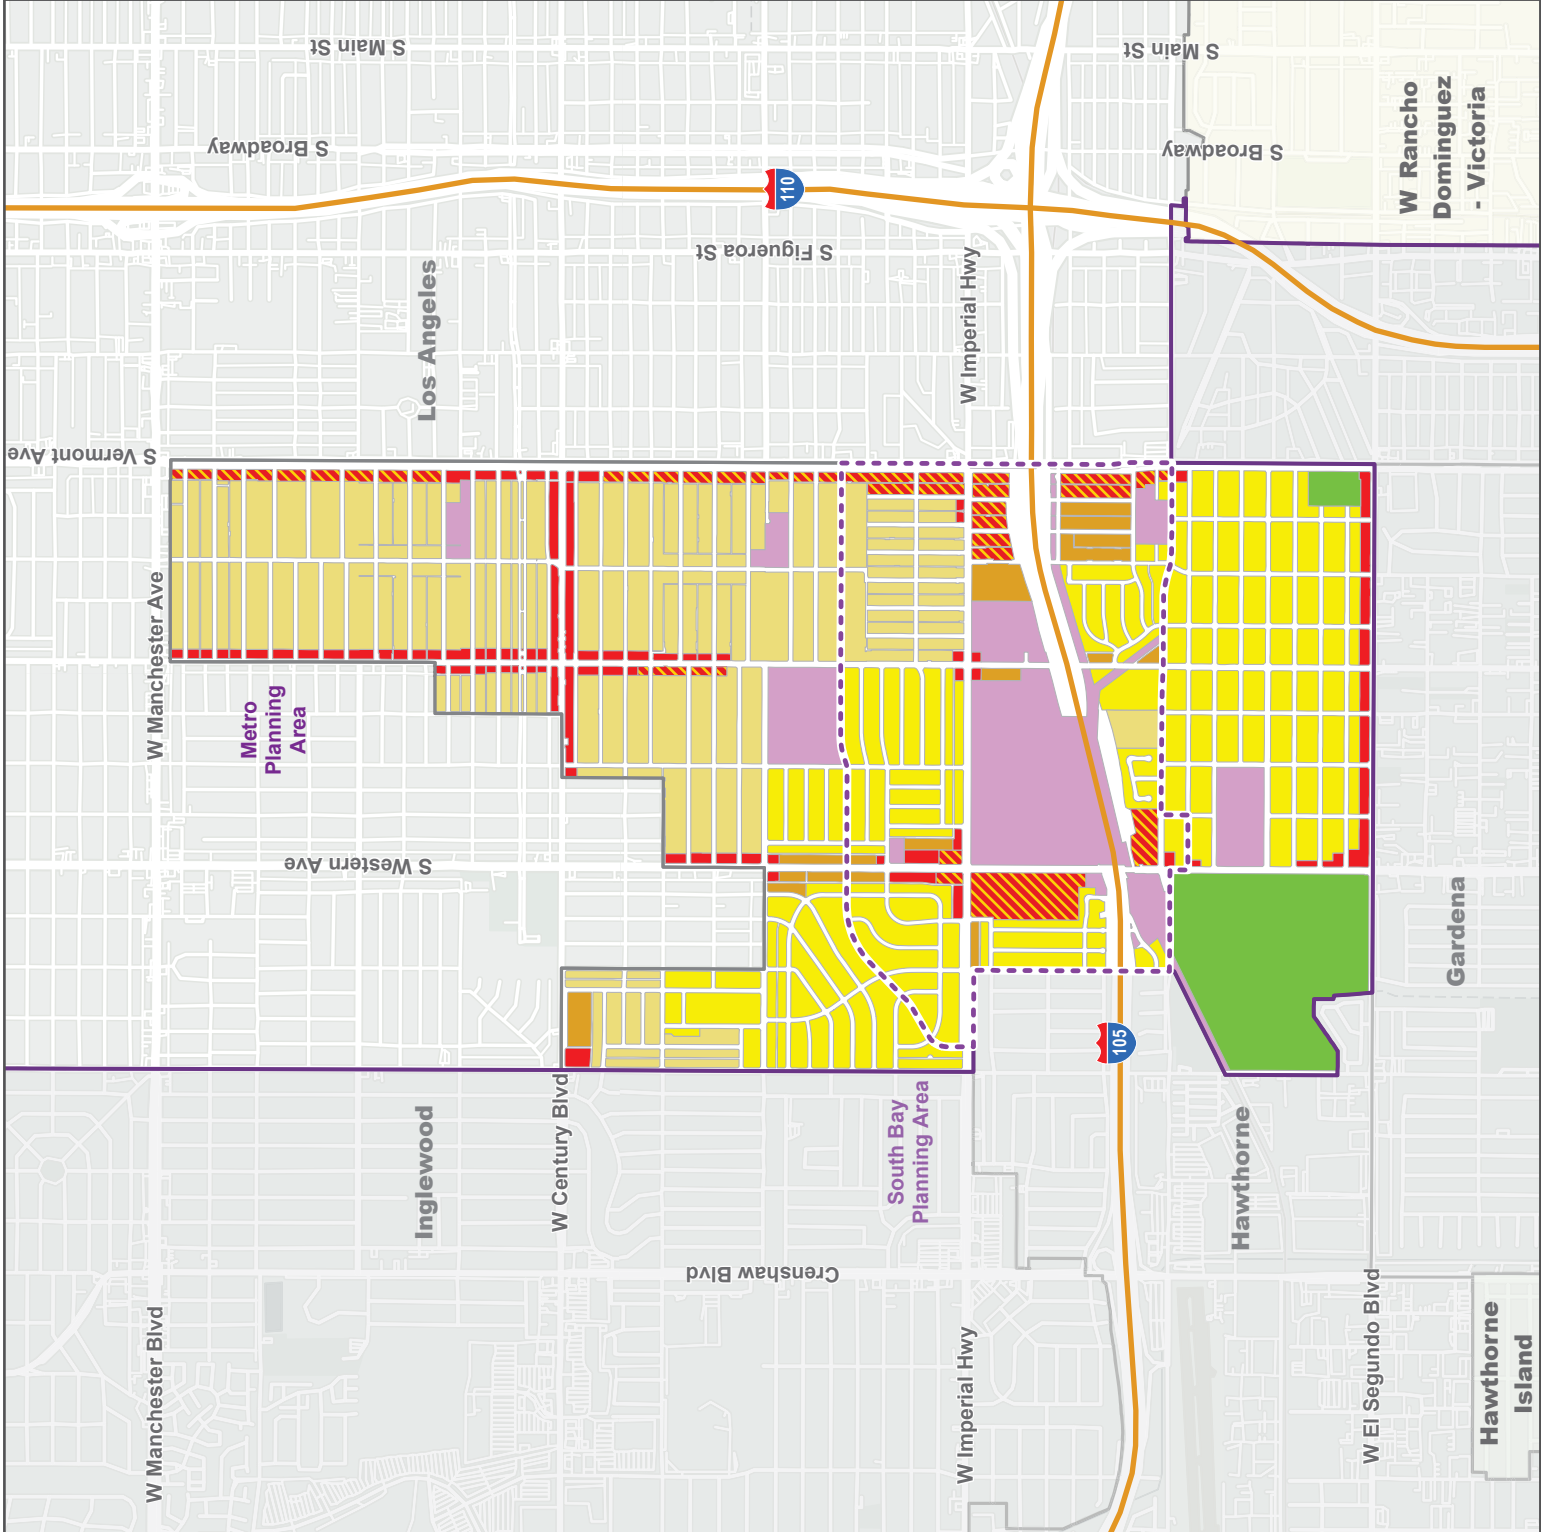 S Main St
S Main St
S Broadway
S Broadway
W Rancho
Dominguez
- Victoria
110
S Figueroa St
W Imperial Hwy
Los Angeles
S Vermont Ave
W Manchester Ave
Metro
Planning
Area
S Western Ave
Gardena
105
W Century Blvd
South Bay
Planning Area
Inglewood
Hawthorne
Crenshaw Blvd
W Manchester Blvd
W Imperial Hwy
W El Segundo Blvd
Hawthorne
Island